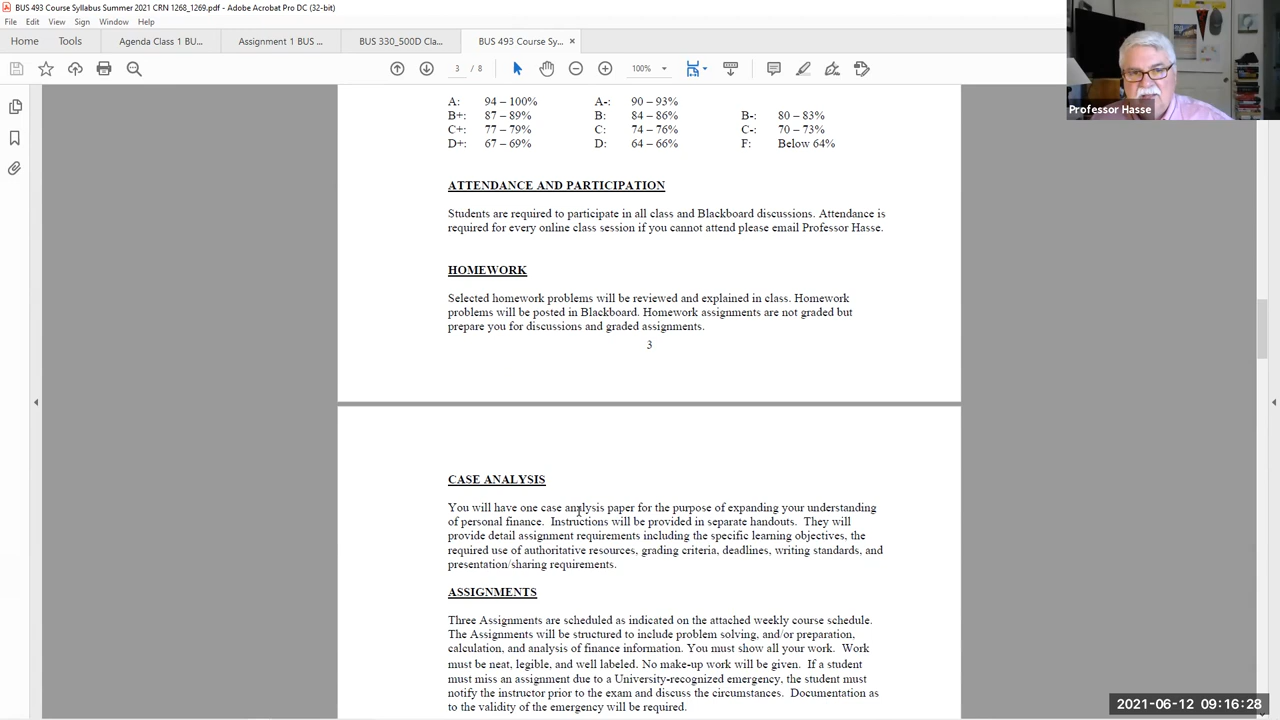 BUS 493 Course Syllabus Summer 2021 CRN 1268_1269.pdf - Adobe Acrobat Pro DC (32-bit)
File Edit View Sign Window Help
Home Tools Agenda Class 1 BU... Assignment 1 BUS ... BUS 330_500D Cla... BUS 493 Course Sy... ×
3 / 8 100%
Professor Hasse
A: 94 – 100% A-: 90 – 93%
B+: 87 – 89% B: 84 – 86% B-: 80 – 83%
C+: 77 – 79% C: 74 – 76% C-: 70 – 73%
D+: 67 – 69% D: 64 – 66% F: Below 64%
ATTENDANCE AND PARTICIPATION
Students are required to participate in all class and Blackboard discussions. Attendance is
required for every online class session if you cannot attend please email Professor Hasse.
HOMEWORK
Selected homework problems will be reviewed and explained in class. Homework
problems will be posted in Blackboard. Homework assignments are not graded but
prepare you for discussions and graded assignments.
3
CASE ANALYSIS
You will have one case analysis paper for the purpose of expanding your understanding
of personal finance. Instructions will be provided in separate handouts. They will
provide detail assignment requirements including the specific learning objectives, the
required use of authoritative resources, grading criteria, deadlines, writing standards, and
presentation/sharing requirements.
ASSIGNMENTS
Three Assignments are scheduled as indicated on the attached weekly course schedule.
The Assignments will be structured to include problem solving, and/or preparation,
calculation, and analysis of finance information. You must show all your work. Work
must be neat, legible, and well labeled. No make-up work will be given. If a student
must miss an assignment due to a University-recognized emergency, the student must
notify the instructor prior to the exam and discuss the circumstances. Documentation as
to the validity of the emergency will be required.
2021-06-12 09:16:28